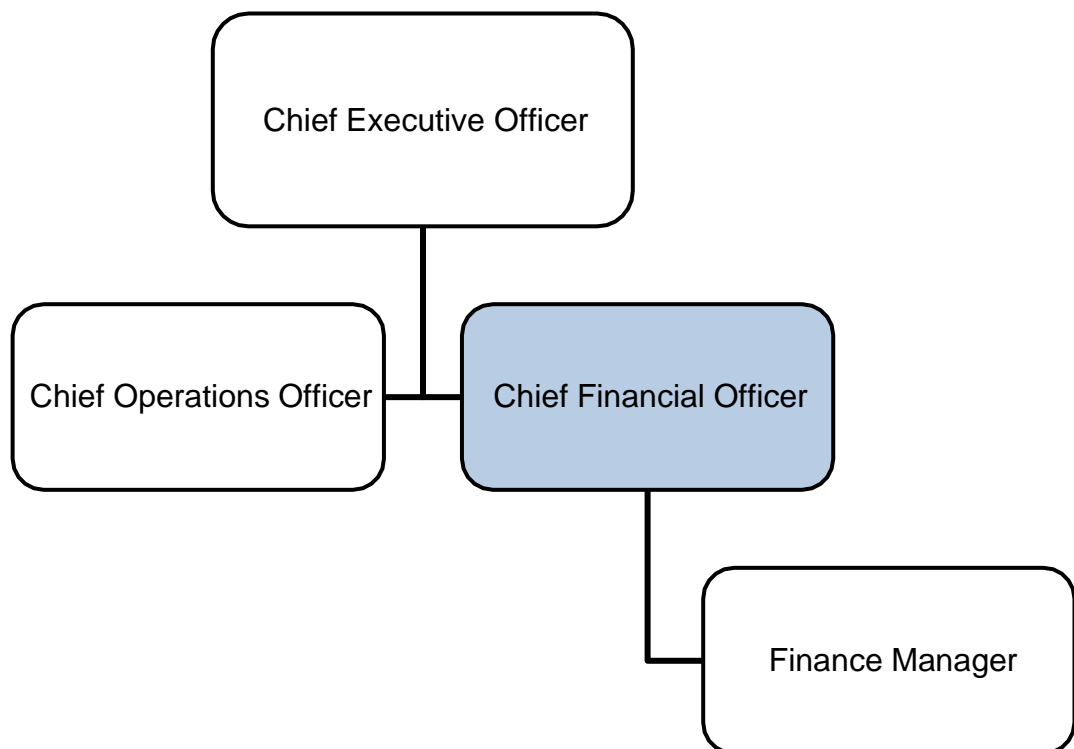 Chief Executive Officer
Chief Operations Officer
Chief Financial Officer
Finance Manager